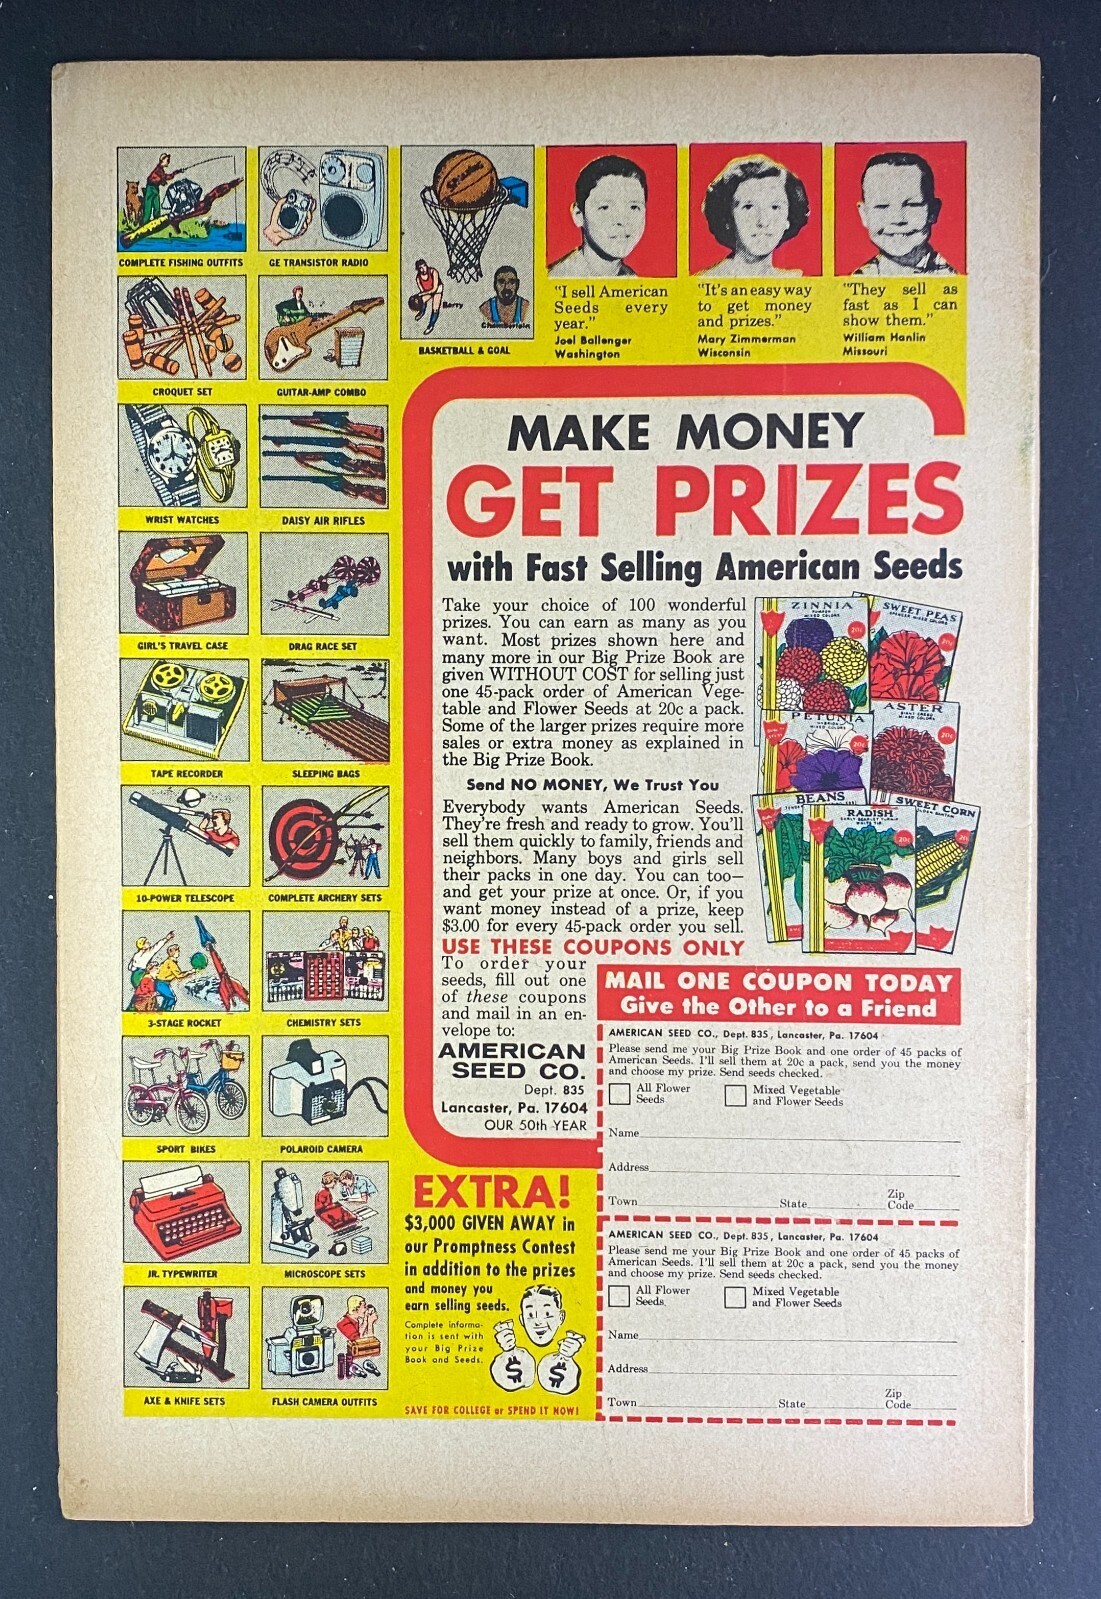 COMPLETE FISHING OUTFITS
GE TRANSISTOR RADIO
CROQUET SET
GUITAR-AMP COMBO
WRIST WATCHES
DAISY AIR RIFLES
GIRL'S TRAVEL CASE
DRAG RACE SET
TAPE RECORDER
SLEEPING BAGS
10-POWER TELESCOPE
COMPLETE ARCHERY SETS
3-STAGE ROCKET
CHEMISTRY SETS
SPORT BIKES
POLAROID CAMERA
JR. TYPEWRITER
MICROSCOPE SETS
AXE & KNIFE SETS
FLASH CAMERA OUTFITS
Barry
Chamberlain
BASKETBALL & GOAL
"I sell American
Seeds every
year."
Joel Ballenger
Washington
"It's an easy way
to get money
and prizes."
Mary Zimmerman
Wisconsin
"They sell as
fast as I can
show them."
William Hanlin
Missouri
MAKE MONEY
GET PRIZES
with Fast Selling American Seeds
Take your choice of 100 wonderful
prizes. You can earn as many as you
want. Most prizes shown here and
many more in our Big Prize Book are
given WITHOUT COST for selling just
one 45-pack order of American Vege-
table and Flower Seeds at 20c a pack.
Some of the larger prizes require more
sales or extra money as explained in
the Big Prize Book.
Send NO MONEY, We Trust You
Everybody wants American Seeds.
They're fresh and ready to grow. You'll
sell them quickly to family, friends and
neighbors. Many boys and girls sell
their packs in one day. You can too—
and get your prize at once. Or, if you
want money instead of a prize, keep
$3.00 for every 45-pack order you sell.
USE THESE COUPONS ONLY
To order your
seeds, fill out one
of these coupons
and mail in an en-
velope to:
AMERICAN
SEED CO.
Dept. 835
Lancaster, Pa. 17604
OUR 50th YEAR
ZINNIA
MIXED COLORS
20c
SWEET PEAS
SPENCER MIXED COLORS
20c
PETUNIA
MIXED COLORS
20c
ASTER
MIXED COLORS
20c
BEANS
RADISH
20c
SWEET CORN
20c
MAIL ONE COUPON TODAY
Give the Other to a Friend
AMERICAN SEED CO., Dept. 835, Lancaster, Pa. 17604
Please send me your Big Prize Book and one order of 45 packs of
American Seeds. I'll sell them at 20c a pack, send you the money
and choose my prize. Send seeds checked.
All Flower
Seeds
Mixed Vegetable
and Flower Seeds
Name
Address
Town State Zip
Code
AMERICAN SEED CO., Dept. 835, Lancaster, Pa. 17604
Please send me your Big Prize Book and one order of 45 packs of
American Seeds. I'll sell them at 20c a pack, send you the money
and choose my prize. Send seeds checked.
All Flower
Seeds
Mixed Vegetable
and Flower Seeds
Name
Address
Town State Zip
Code
EXTRA!
$3,000 GIVEN AWAY in
our Promptness Contest
in addition to the prizes
and money you
earn selling seeds.
Complete informa-
tion is sent with
your Big Prize
Book and Seeds.
$ $
SAVE FOR COLLEGE or SPEND IT NOW!